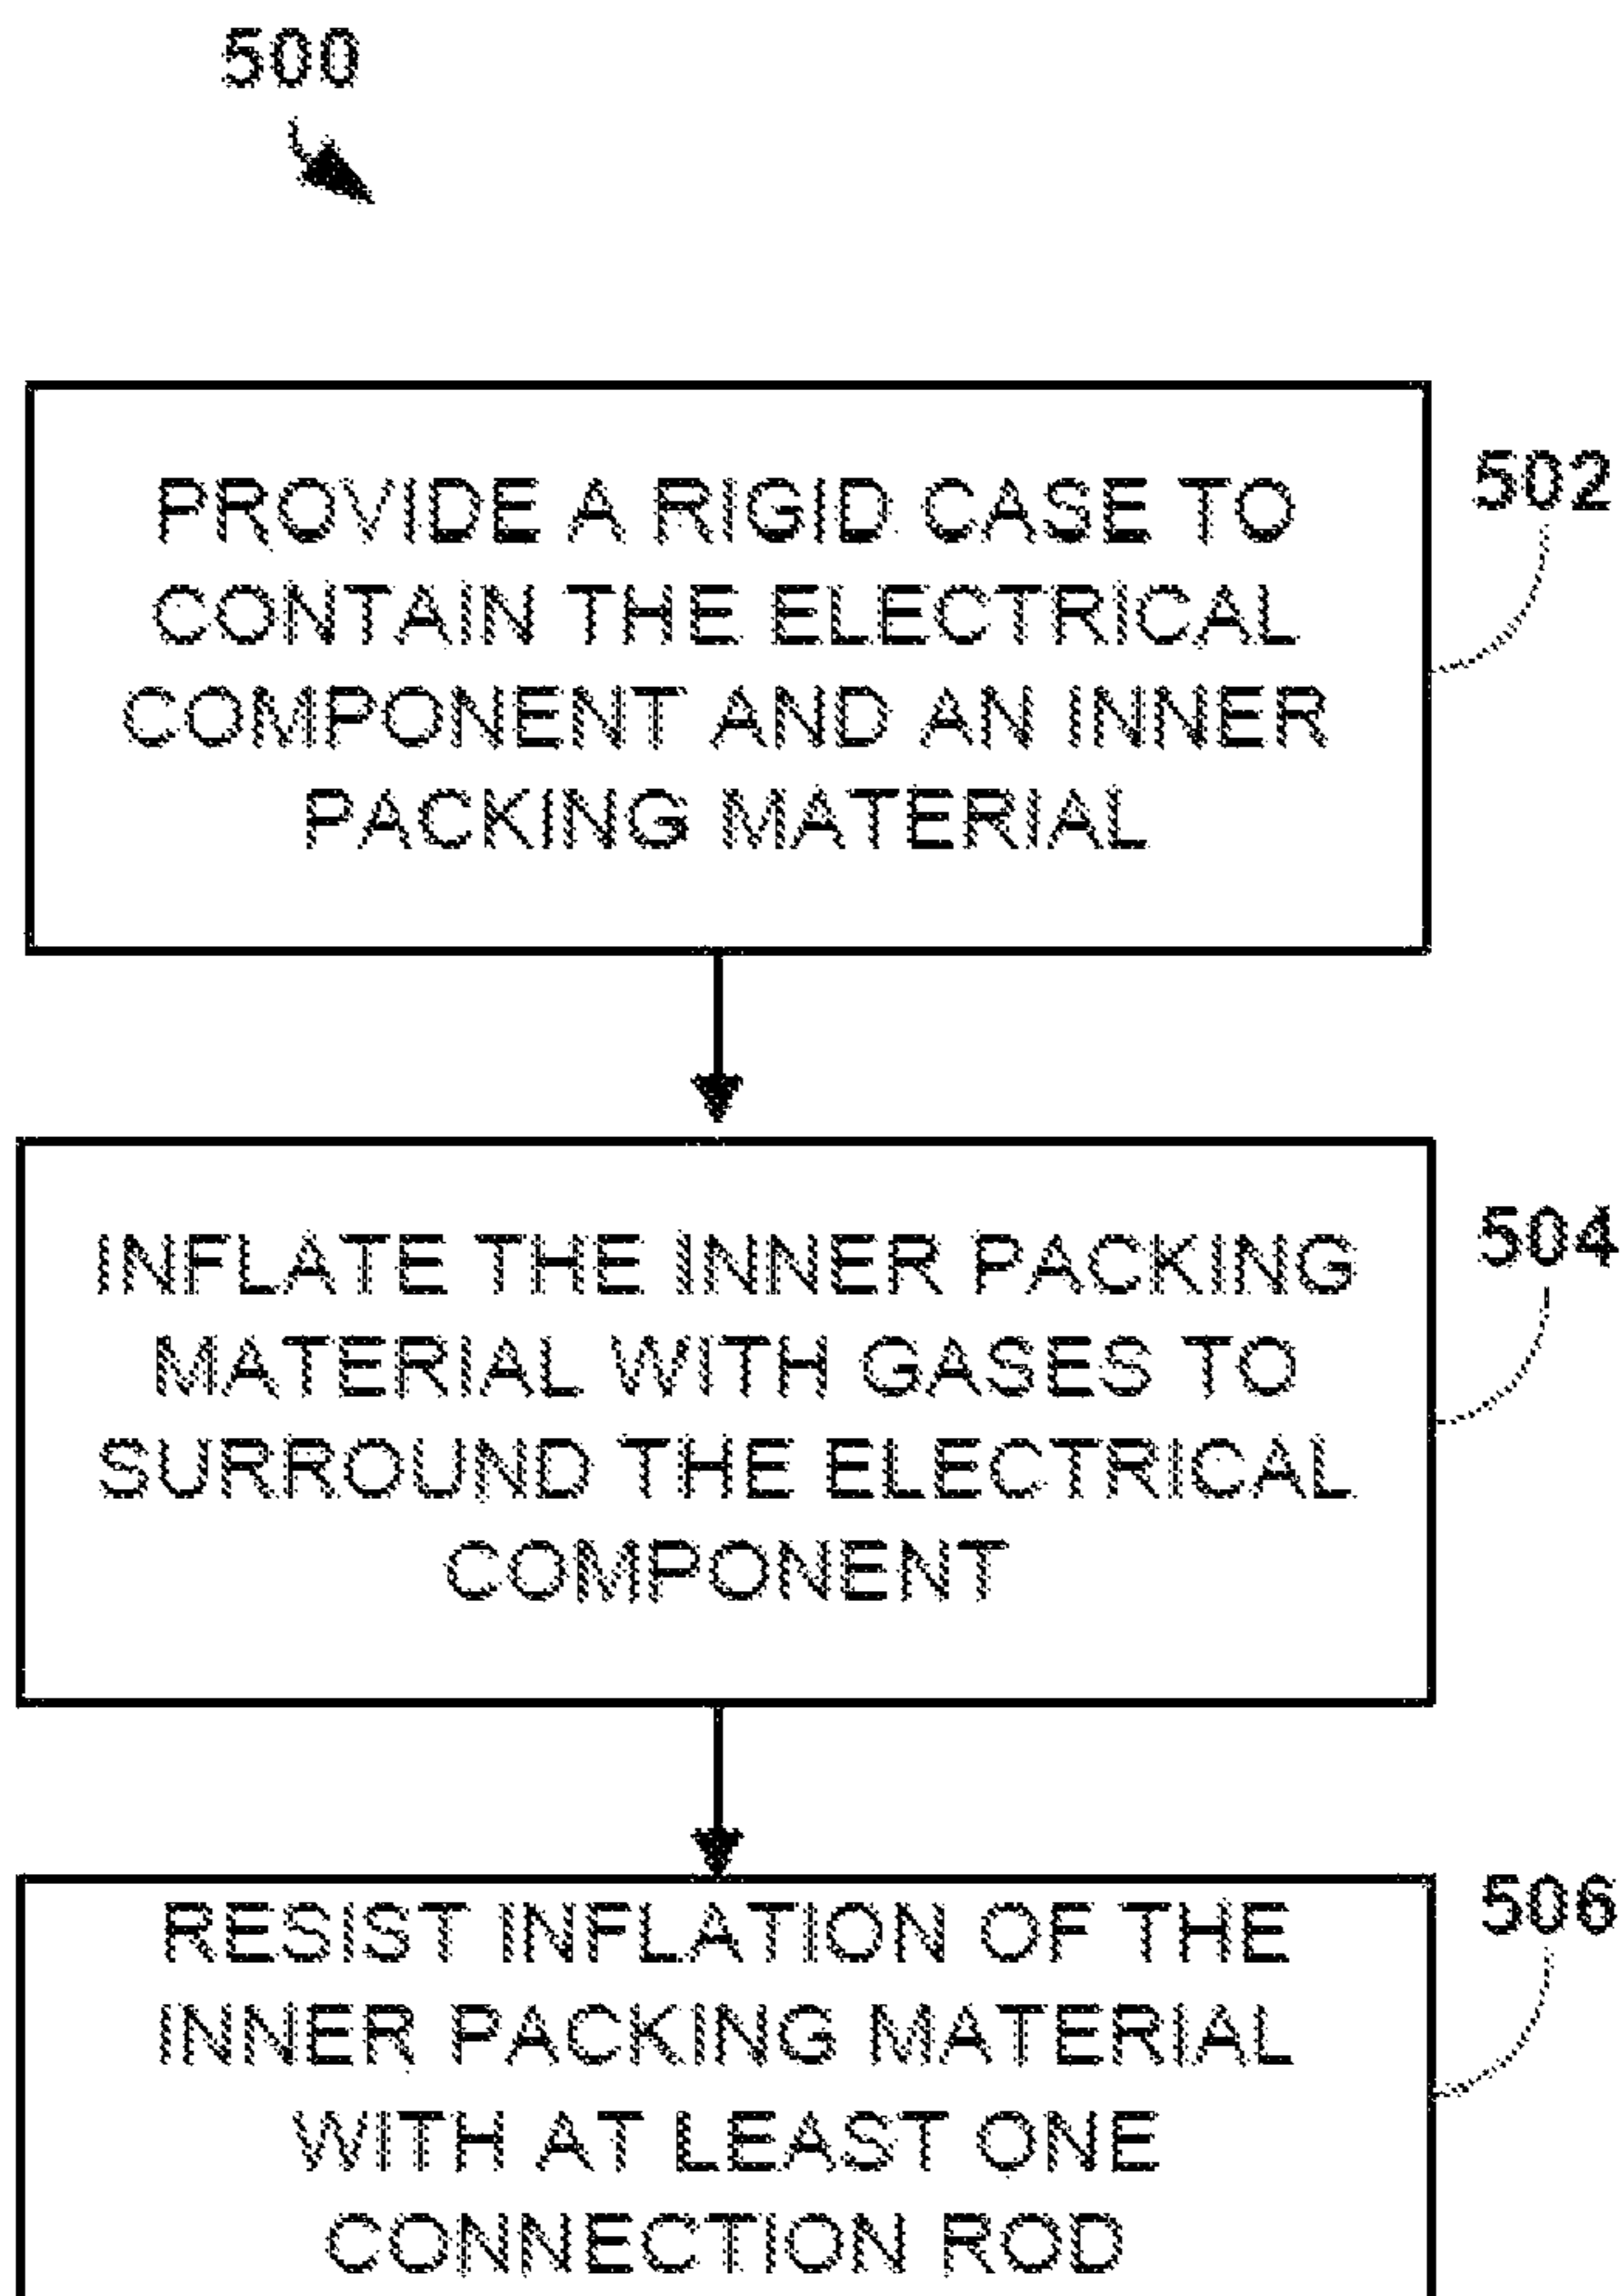 500
PROVIDE A RIGID CASE TO
CONTAIN THE ELECTRICAL
COMPONENT AND AN INNER
PACKING MATERIAL
502
INFLATE THE INNER PACKING
MATERIAL WITH GASES TO
SURROUND THE ELECTRICAL
COMPONENT
504
RESIST INFLATION OF THE
INNER PACKING MATERIAL
WITH AT LEAST ONE
CONNECTION ROD
506